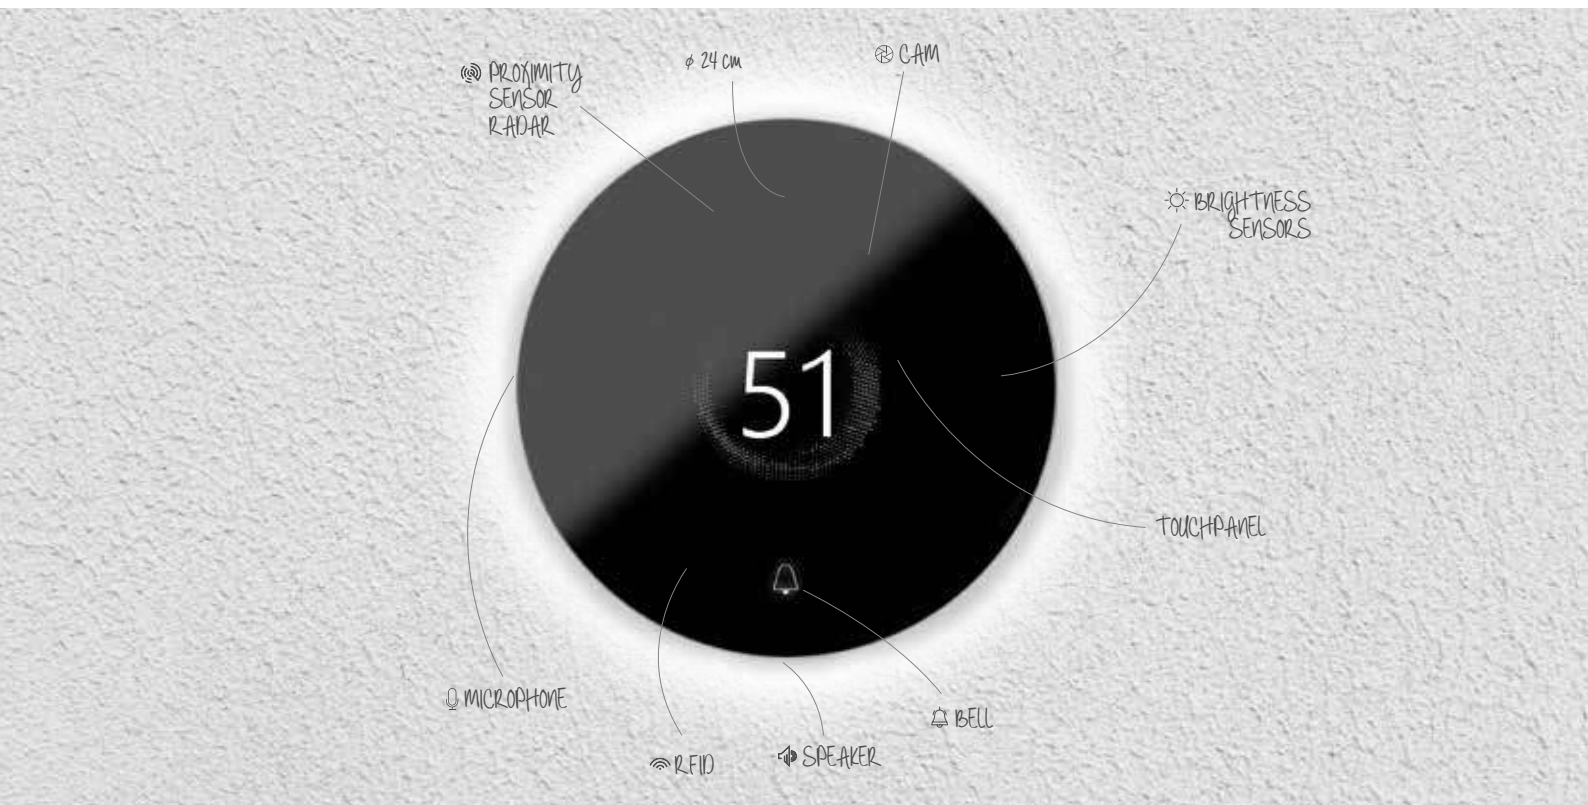 ⌀ 24 cm
CAM
PROXIMITY
SENSOR
RADAR
BRIGHTNESS
SENSORS
51
TOUCHPANEL
MICROPHONE
BELL
RFID
SPEAKER